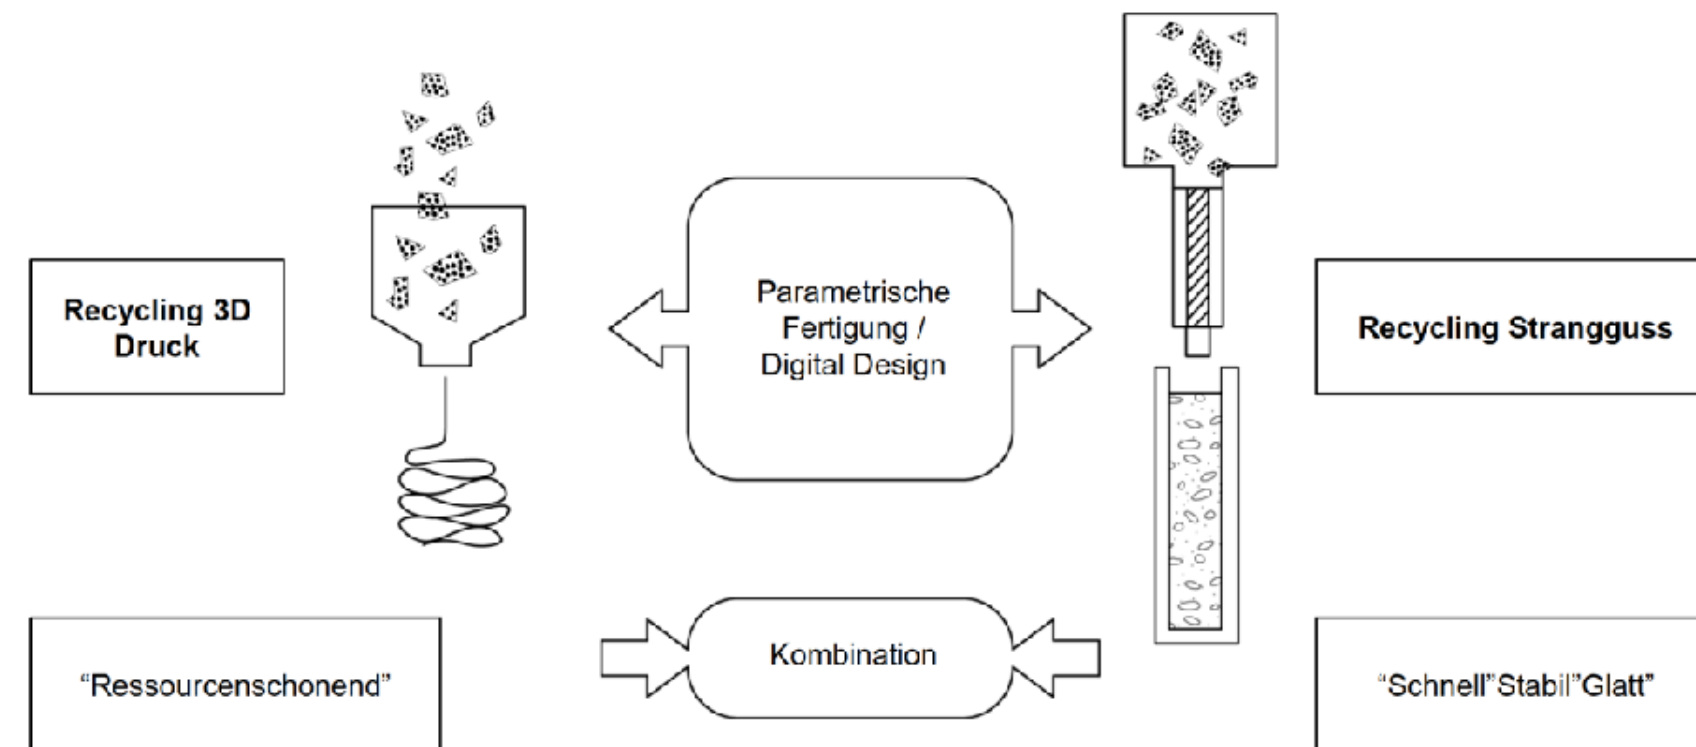 Recycling 3D
Druck
Parametrische
Fertigung /
Digital Design
Recycling Strangguss
“Ressourcenschonend”
Kombination
“Schnell”Stabil”Glatt”